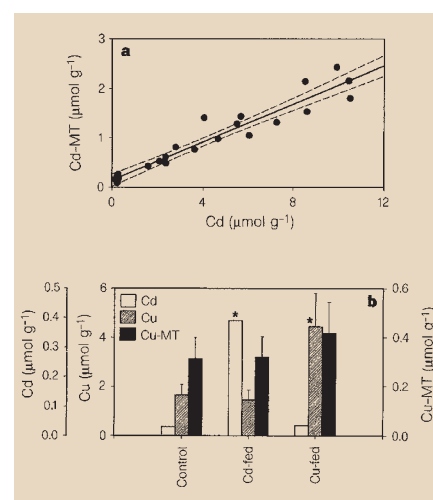 a
3
2
1
0
Cd-MT (μmol g⁻¹)
0 4 8 12
Cd (μmol g⁻¹)
b
0.5
0.4
0.3
0.2
0.1
0.0
Cd (μmol g⁻¹)
6
4
2
0
Cu (μmol g⁻¹)
Cd
Cu
Cu-MT
* *
0.6
0.4
0.2
0.0
Cu-MT (μmol g⁻¹)
Control
Cd-fed
Cu-fed